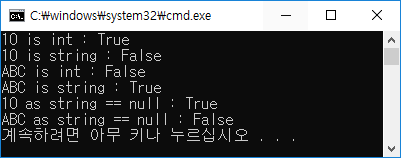 C:\windows\system32\cmd.exe
10 is int : True
10 is string : False
ABC is int : False
ABC is string : True
10 as string == null : True
ABC as string == null : False
계속하려면 아무 키나 누르십시오 . . .